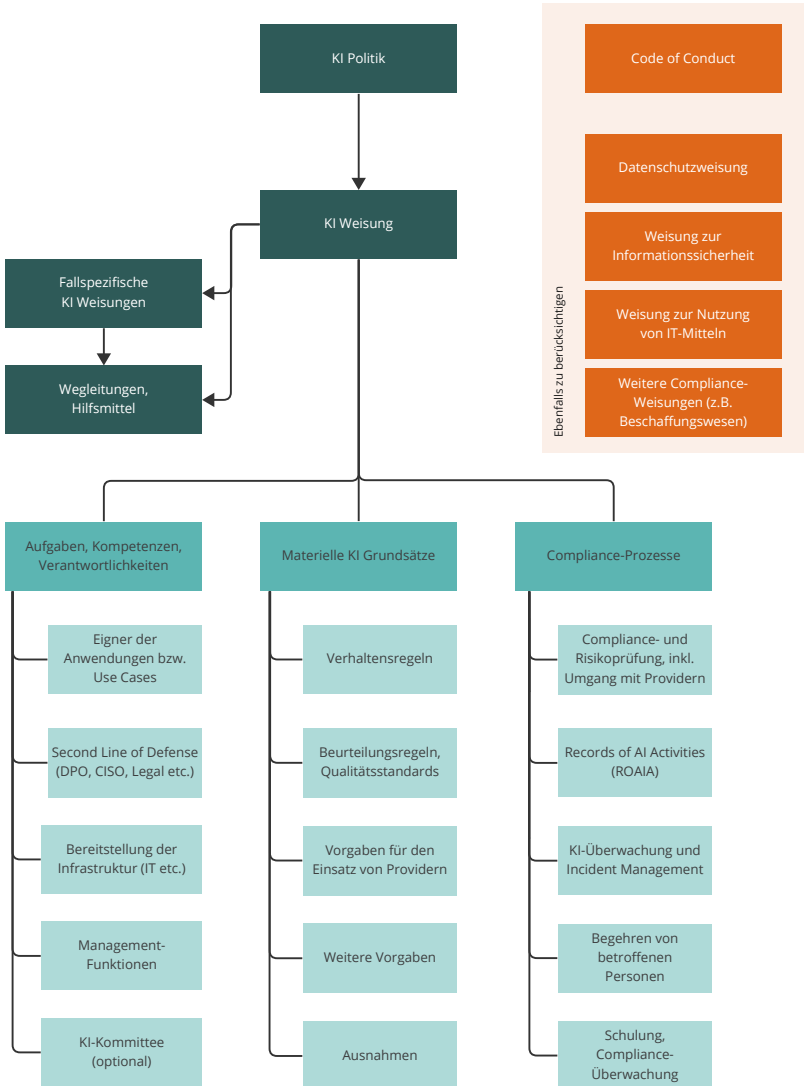 KI Politik
KI Weisung
Fallspezifische
KI Weisungen
Wegleitungen,
Hilfsmittel
Ebenfalls zu berücksichtigen
Code of Conduct
Datenschutzweisung
Weisung zur
Informationssicherheit
Weisung zur Nutzung
von IT-Mitteln
Weitere Compliance-
Weisungen (z.B.
Beschaffungswesen)
Aufgaben, Kompetenzen,
Verantwortlichkeiten
Eigner der
Anwendungen bzw.
Use Cases
Second Line of Defense
(DPO, CISO, Legal etc.)
Bereitstellung der
Infrastruktur (IT etc.)
Management-
Funktionen
KI-Kommittee
(optional)
Materielle KI Grundsätze
Verhaltensregeln
Beurteilungsregeln,
Qualitätsstandards
Vorgaben für den
Einsatz von Providern
Weitere Vorgaben
Ausnahmen
Compliance-Prozesse
Compliance- und
Risikoprüfung, inkl.
Umgang mit Providern
Records of AI Activities
(ROAIA)
KI-Überwachung und
Incident Management
Begehren von
betroffenen
Personen
Schulung,
Compliance-
Überwachung